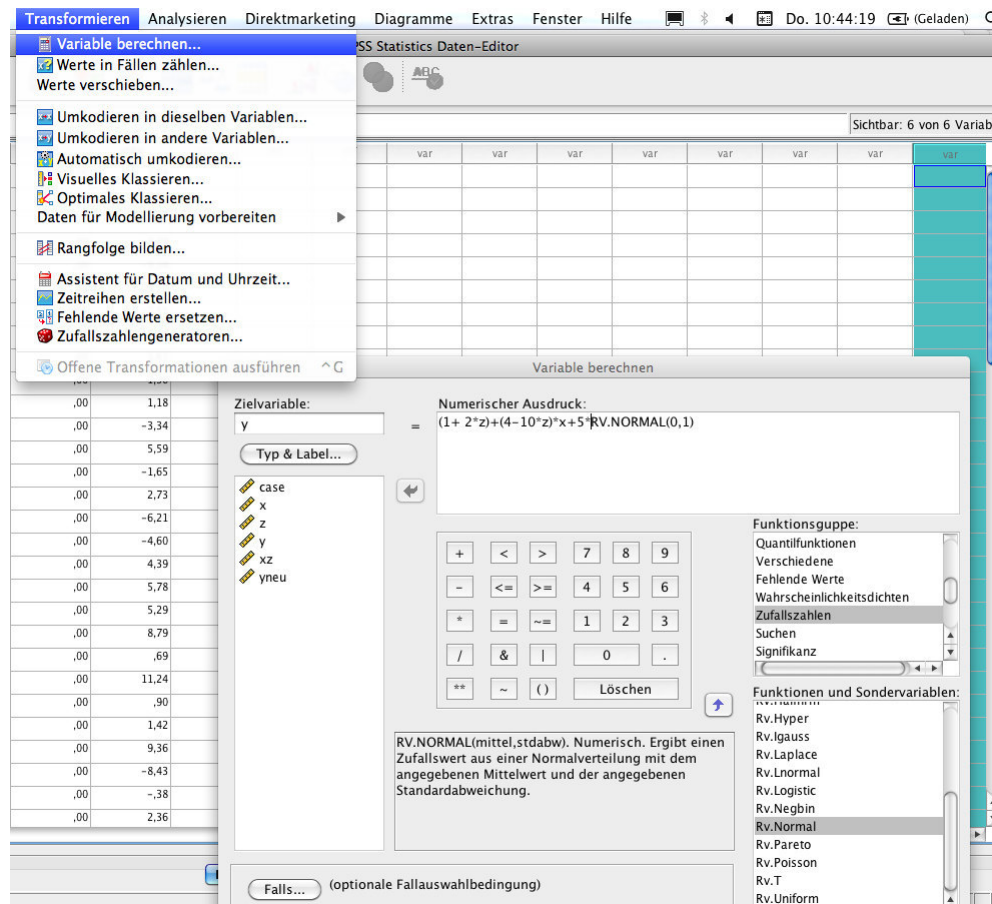 Transformieren Analysieren Direktmarketing Diagramme Extras Fenster Hilfe Do. 10:44:19 (Geladen)
Variable berechnen...
SS Statistics Daten-Editor
Werte in Fällen zählen...
Werte verschieben...
Umkodieren in dieselben Variablen...
Sichtbar: 6 von 6 Variab
Umkodieren in andere Variablen...
Automatisch umkodieren...
var var var var var var var var
Visuelles Klassieren...
Optimales Klassieren...
Daten für Modellierung vorbereiten
Rangfolge bilden...
Assistent für Datum und Uhrzeit...
Zeitreihen erstellen...
Fehlende Werte ersetzen...
Zufallszahlengeneratoren...
Offene Transformationen ausführen ^G
,00 1,18
,00 -3,34
,00 5,59
,00 -1,65
,00 2,73
,00 -6,21
,00 -4,60
,00 4,39
,00 5,78
,00 5,29
,00 8,79
,00 ,69
,00 11,24
,00 ,90
,00 1,42
,00 9,36
,00 -8,43
,00 -,38
,00 2,36
Variable berechnen
Zielvariable:
y
Typ & Label...
case
x
z
y
xz
yneu
=
Numerischer Ausdruck:
(1+ 2*z)+(4-10*z)*x+5*RV.NORMAL(0,1)
+ < > 7 8 9
- <= >= 4 5 6
* = ~= 1 2 3
/ & | 0 .
** ~ () Löschen
RV.NORMAL(mittel,stdabw). Numerisch. Ergibt einen
Zufallswert aus einer Normalverteilung mit dem
angegebenen Mittelwert und der angegebenen
Standardabweichung.
Funktionsgruppe:
Quantilfunktionen
Verschiedene
Fehlende Werte
Wahrscheinlichkeitsdichten
Zufallszahlen
Suchen
Signifikanz
Funktionen und Sondervariablen:
Rv.Hyper
Rv.Igauss
Rv.Laplace
Rv.Lnormal
Rv.Logistic
Rv.Negbin
Rv.Normal
Rv.Pareto
Rv.Poisson
Rv.T
Rv.Uniform
Falls... (optionale Fallauswahlbedingung)